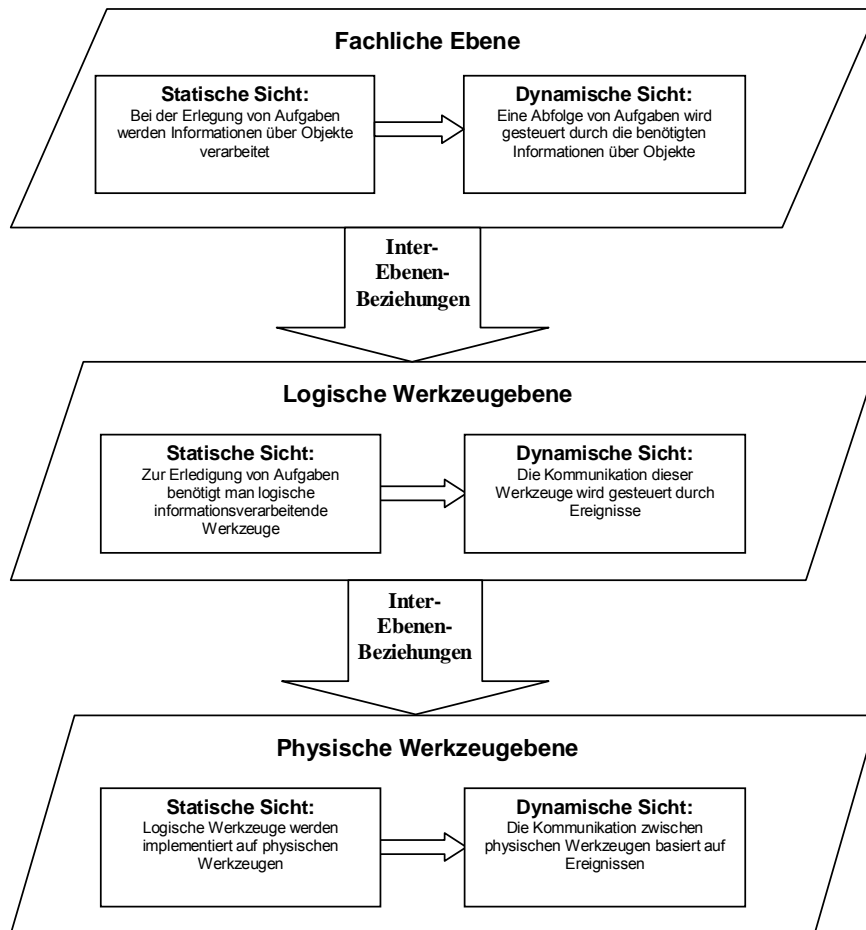 Fachliche Ebene
Statische Sicht:
Bei der Erlegung von Aufgaben
werden Informationen über Objekte
verarbeitet
Dynamische Sicht:
Eine Abfolge von Aufgaben wird
gesteuert durch die benötigten
Informationen über Objekte
Inter-
Ebenen-
Beziehungen
Logische Werkzeugebene
Statische Sicht:
Zur Erledigung von Aufgaben
benötigt man logische
informationsverarbeitende
Werkzeuge
Dynamische Sicht:
Die Kommunikation dieser
Werkzeuge wird gesteuert durch
Ereignisse
Inter-
Ebenen-
Beziehungen
Physische Werkzeugebene
Statische Sicht:
Logische Werkzeuge werden
implementiert auf physischen
Werkzeugen
Dynamische Sicht:
Die Kommunikation zwischen
physischen Werkzeugen basiert auf
Ereignissen